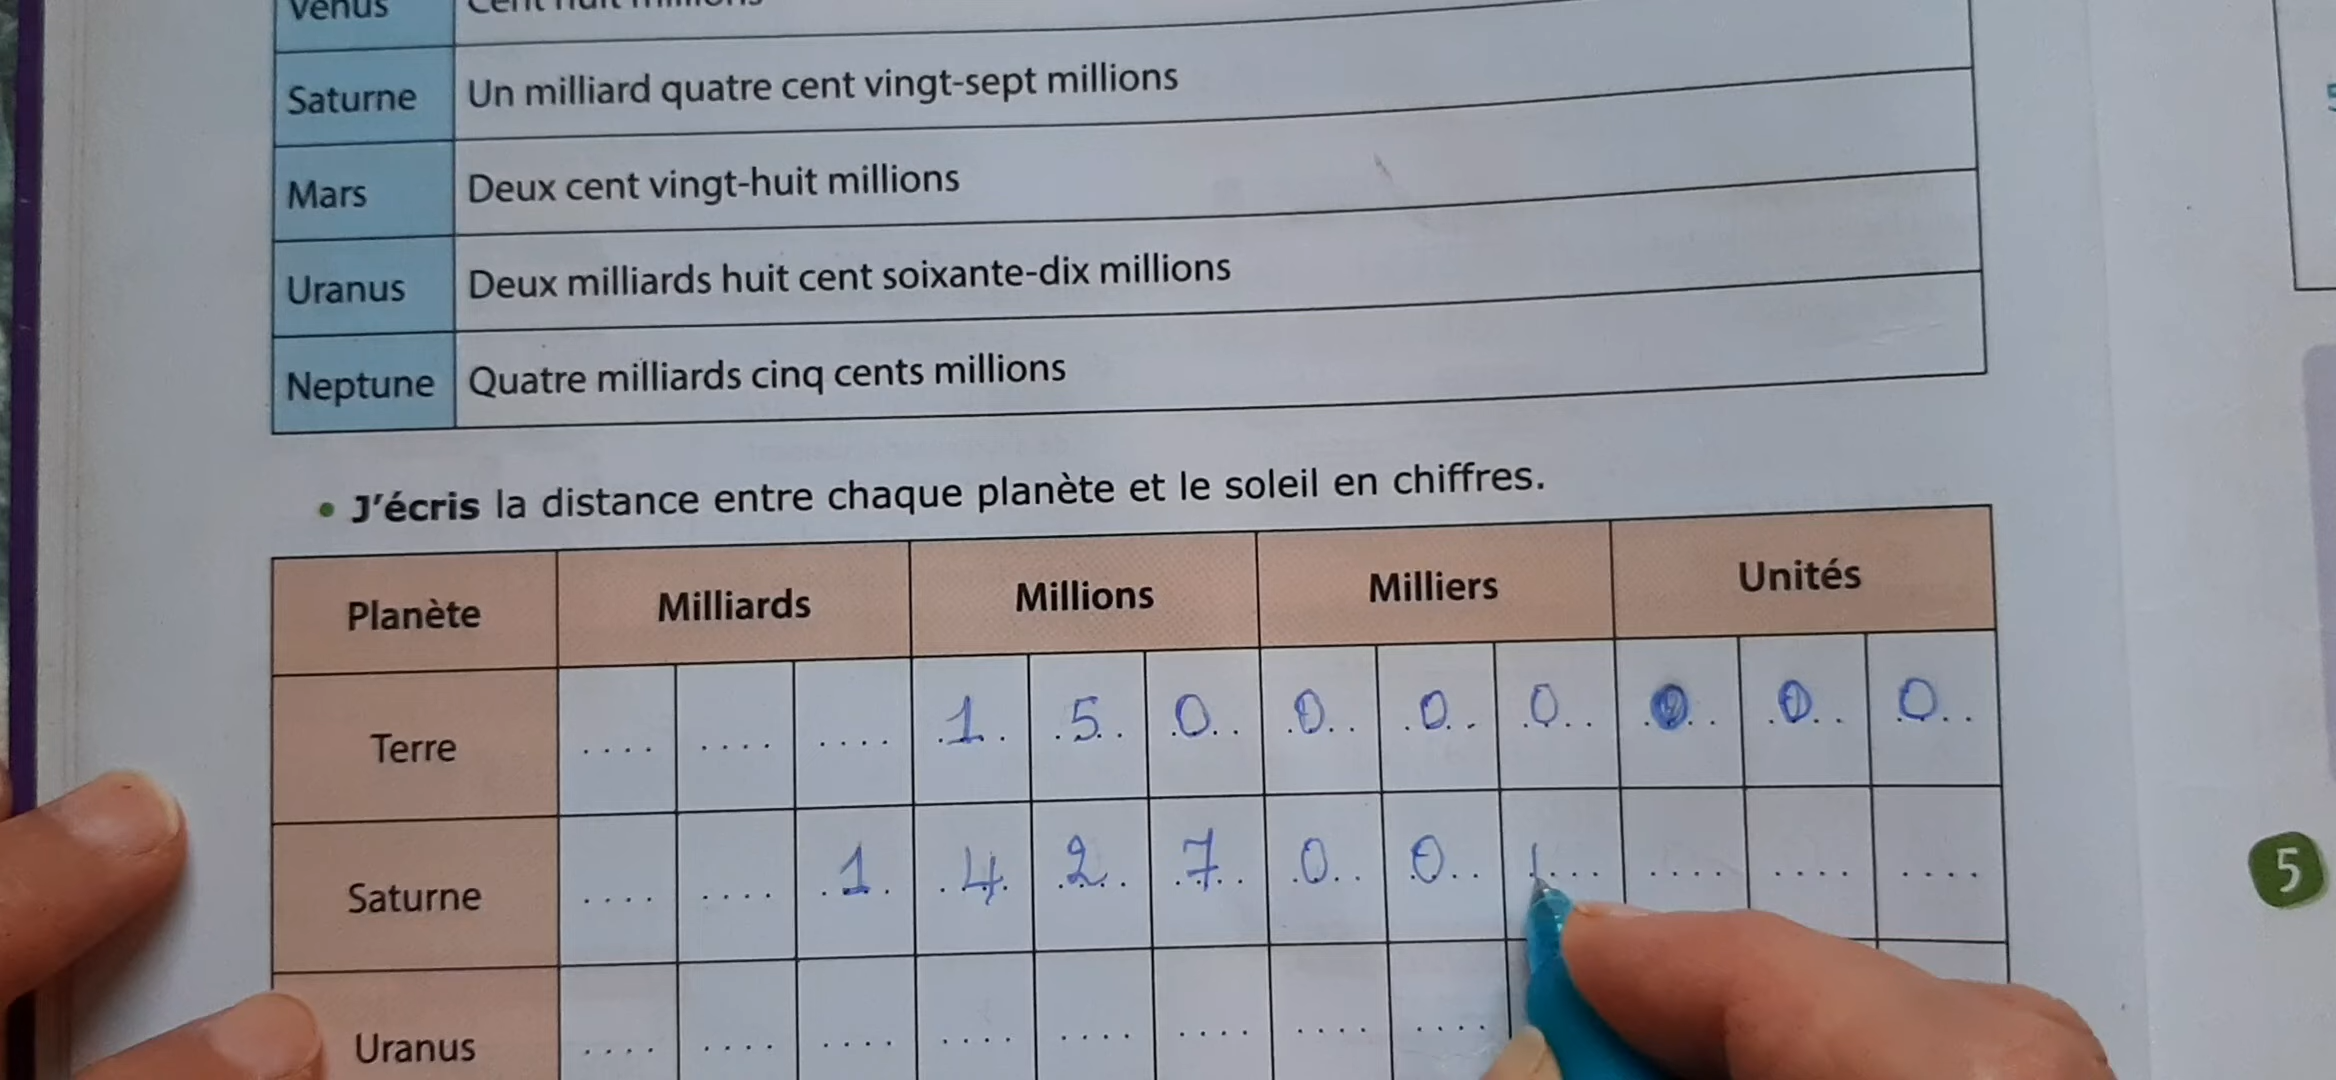 Vénus
Saturne Un milliard quatre cent vingt-sept millions
Mars Deux cent vingt-huit millions
Uranus Deux milliards huit cent soixante-dix millions
Neptune Quatre milliards cinq cents millions
• J'écris la distance entre chaque planète et le soleil en chiffres.
Planète Milliards Millions Milliers Unités
Terre .... .... .... 1 5 0 0 0 0 0 0 0
Saturne .... .... 1 4 2 7 0 0 .... .... ....
Uranus .... .... .... .... .... .... .... ....
5